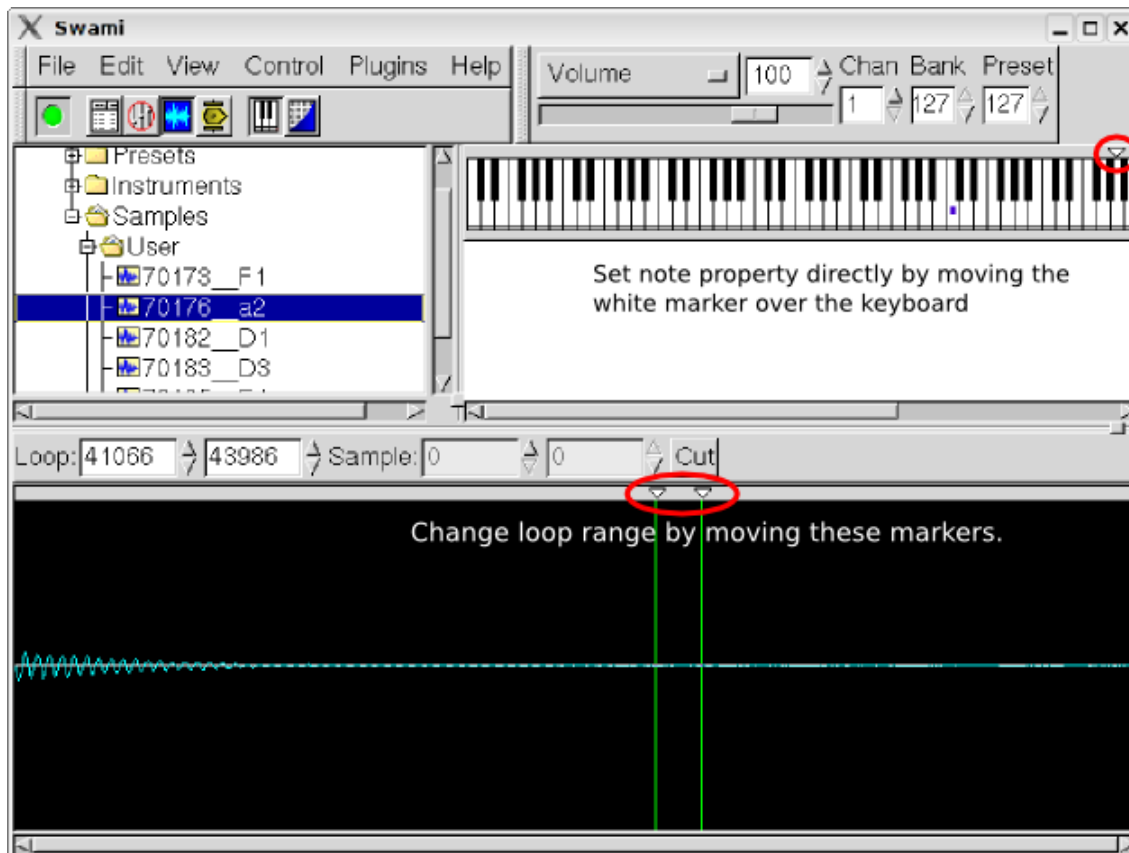 Swami
File Edit View Control Plugins Help
Volume 100 Chan Bank Preset
1 127 127
Presets
Instruments
Samples
User
70173__F1
70176__a2
70182__D1
70183__D3
Set note property directly by moving the
white marker over the keyboard
Loop: 41066 43986 Sample: 0 0 Cut
Change loop range by moving these markers.